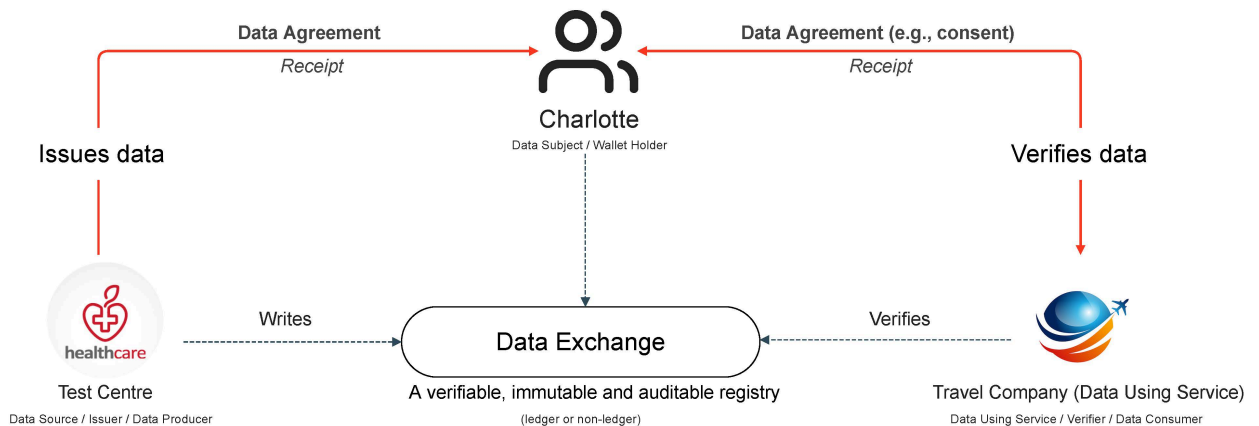 Data Agreement
Receipt
Data Agreement (e.g., consent)
Receipt
Charlotte
Data Subject / Wallet Holder
Issues data
Verifies data
healthcare
Writes
Data Exchange
Verifies
Test Centre
A verifiable, immutable and auditable registry
Travel Company (Data Using Service)
Data Source / Issuer / Data Producer
(ledger or non-ledger)
Data Using Service / Verifier / Data Consumer